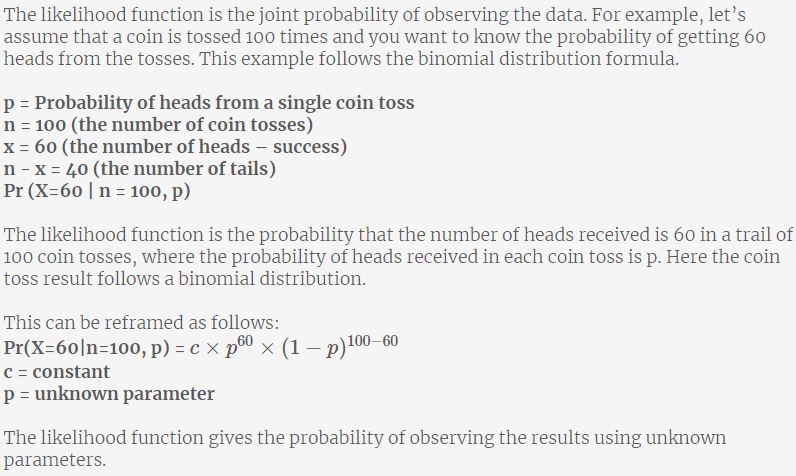 The likelihood function is the joint probability of observing the data. For example, let's
assume that a coin is tossed 100 times and you want to know the probability of getting 60
heads from the tosses. This example follows the binomial distribution formula.
p = Probability of heads from a single coin toss
n = 100 (the number of coin tosses)
x = 60 (the number of heads – success)
n - x = 40 (the number of tails)
Pr (X=60 | n = 100, p)
The likelihood function is the probability that the number of heads received is 60 in a trail of
100 coin tosses, where the probability of heads received in each coin toss is p. Here the coin
toss result follows a binomial distribution.
This can be reframed as follows:
Pr(X=60|n=100, p) = c × p^60 × (1 − p)^100−60
c = constant
p = unknown parameter
The likelihood function gives the probability of observing the results using unknown
parameters.